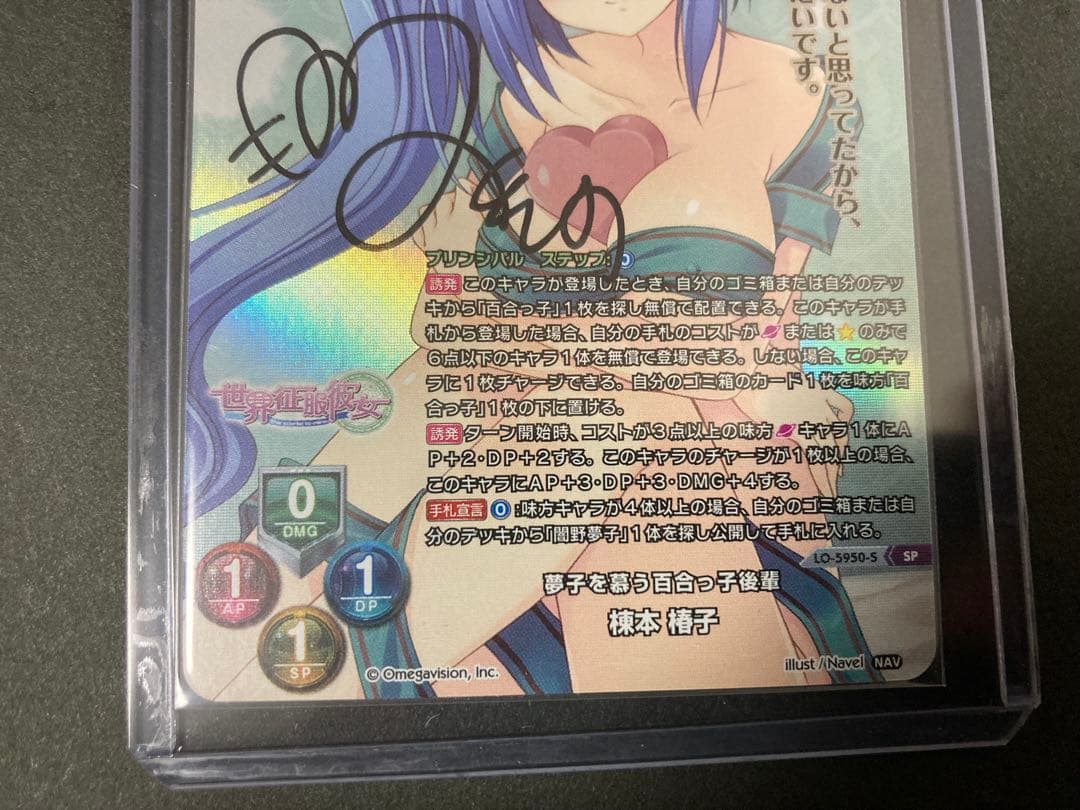 ないと思ってたから、
たいです。
プリンシパル ステップ:0
誘発 このキャラが登場したとき、自分のゴミ箱または自分のデッ
キから「百合っ子」1枚を探し無償で配置できる。このキャラが手
札から登場した場合、自分の手札のコストが または のみで
6点以下のキャラ1体を無償で登場できる。しない場合、このキャ
ラに1枚チャージできる。自分のゴミ箱のカード1枚を味方「百
合っ子」1枚の下に置ける。
誘発 ターン開始時、コストが3点以上の味方 キャラ1体にA
P+2・DP+2する。このキャラのチャージが1枚以上の場合、
このキャラにAP+3・DP+3・DMG+4する。
手札宣言 0:味方キャラが4体以上の場合、自分のゴミ箱または自
分のデッキから「闇野夢子」1体を探し公開して手札に入れる。
世界征服彼女
0
DMG
1
AP
1
DP
1
SP
LO-5950-S SP
夢子を慕う百合っ子後輩
棟本 椿子
© Omegavision, Inc.
illust/Navel NAV